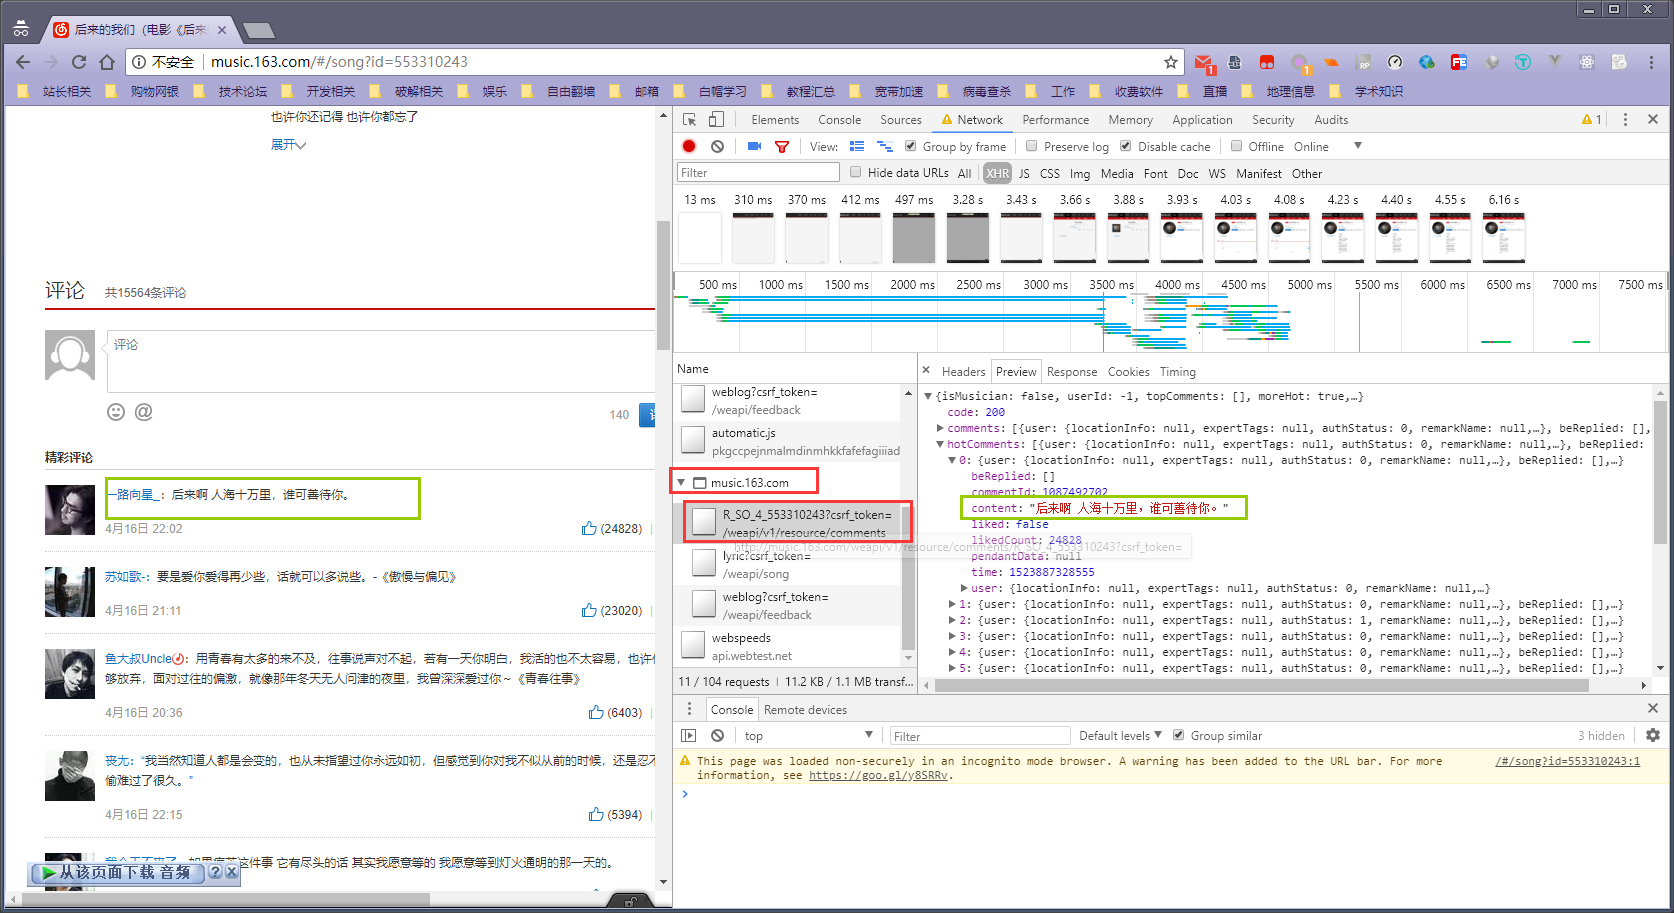 后来的我们（电影《后来
不安全
music.163.com/#/song?id=553310243
站长相关 购物网银 技术论坛 开发相关 破解相关 娱乐 自由翻墙 邮箱 白帽学习 教程汇总 宽带加速 病毒查杀 工作 收费软件 直播 地理信息 学术知识
也许你还记得 也许你都忘了
展开
评论 共15564条评论
评论
140
精彩评论
一路向星_：后来啊 人海十万里，谁可善待你。
4月16日 22:02
(24828)
苏如歌-：要是爱你爱得再少些，话就可以多说些。-《傲慢与偏见》
4月16日 21:11
(23020)
鱼大叔Uncle：用青春有太多的来不及，往事说声对不起，若有一天你明白，我活的也不太容易，也许
够放弃，面对过往的偏激，就像那年冬天无人问津的夜里，我曾深深爱过你～《青春往事》
4月16日 20:36
(6403)
丧尢：“我当然知道人都是会变的，也从未指望过你永远如初，但感觉到你对我不似从前的时候，还是忍不
偷难过了很久。”
4月16日 22:15
(5394)
如果痛苦这件事 它有尽头的话 其实我愿意等的 我愿意等到灯火通明的那一天的。
从该页面下载 音频 ?
Elements Console Sources Network Performance Memory Application Security Audits 1
View: Group by frame Preserve log Disable cache Offline Online
Filter Hide data URLs All XHR JS CSS Img Media Font Doc WS Manifest Other
13 ms 310 ms 370 ms 412 ms 497 ms 3.28 s 3.43 s 3.66 s 3.88 s 3.93 s 4.03 s 4.08 s 4.23 s 4.40 s 4.55 s 6.16 s
500 ms 1000 ms 1500 ms 2000 ms 2500 ms 3000 ms 3500 ms 4000 ms 4500 ms 5000 ms 5500 ms 6000 ms 6500 ms 7000 ms 7500 ms
Name
weblog?csrf_token=
/weapi/feedback
automatic.js
pkgccpejnmalmdinmhkkfafefagiiiad
music.163.com
R_SO_4_553310243?csrf_token=
/weapi/v1/resource/comments
http://music.163.com/weapi/v1/resource/comments/R_SO_4_553310243?csrf_token=
lyric?csrf_token=
/weapi/song
weblog?csrf_token=
/weapi/feedback
webspeeds
api.webtest.net
11 / 104 requests | 11.2 KB / 1.1 MB transf...
Headers Preview Response Cookies Timing
{isMusician: false, userId: -1, topComments: [], moreHot: true,…}
code: 200
comments: [{user: {locationInfo: null, expertTags: null, authStatus: 0, remarkName: null,…}, beReplied: [],
hotComments: [{user: {locationInfo: null, expertTags: null, authStatus: 0, remarkName: null,…}, beReplied:
0: {user: {locationInfo: null, expertTags: null, authStatus: 0, remarkName: null,…}, beReplied: [],…}
beReplied: []
commentId: 1087492702
content: "后来啊 人海十万里，谁可善待你。"
liked: false
likedCount: 24828
pendantData: null
time: 1523887328555
user: {locationInfo: null, expertTags: null, authStatus: 0, remarkName: null,…}
1: {user: {locationInfo: null, expertTags: null, authStatus: 0, remarkName: null,…}, beReplied: [],…}
2: {user: {locationInfo: null, expertTags: null, authStatus: 1, remarkName: null,…}, beReplied: [],…}
3: {user: {locationInfo: null, expertTags: null, authStatus: 0, remarkName: null,…}, beReplied: [],…}
4: {user: {locationInfo: null, expertTags: null, authStatus: 0, remarkName: null,…}, beReplied: [],…}
5: {user: {locationInfo: null, expertTags: null, authStatus: 0, remarkName: null,…}, beReplied: [],…}
Console Remote devices
top Filter Default levels Group similar 3 hidden
This page was loaded non-securely in an incognito mode browser. A warning has been added to the URL bar. For more /#/song?id=553310243:1
information, see https://goo.gl/y8SRRv.